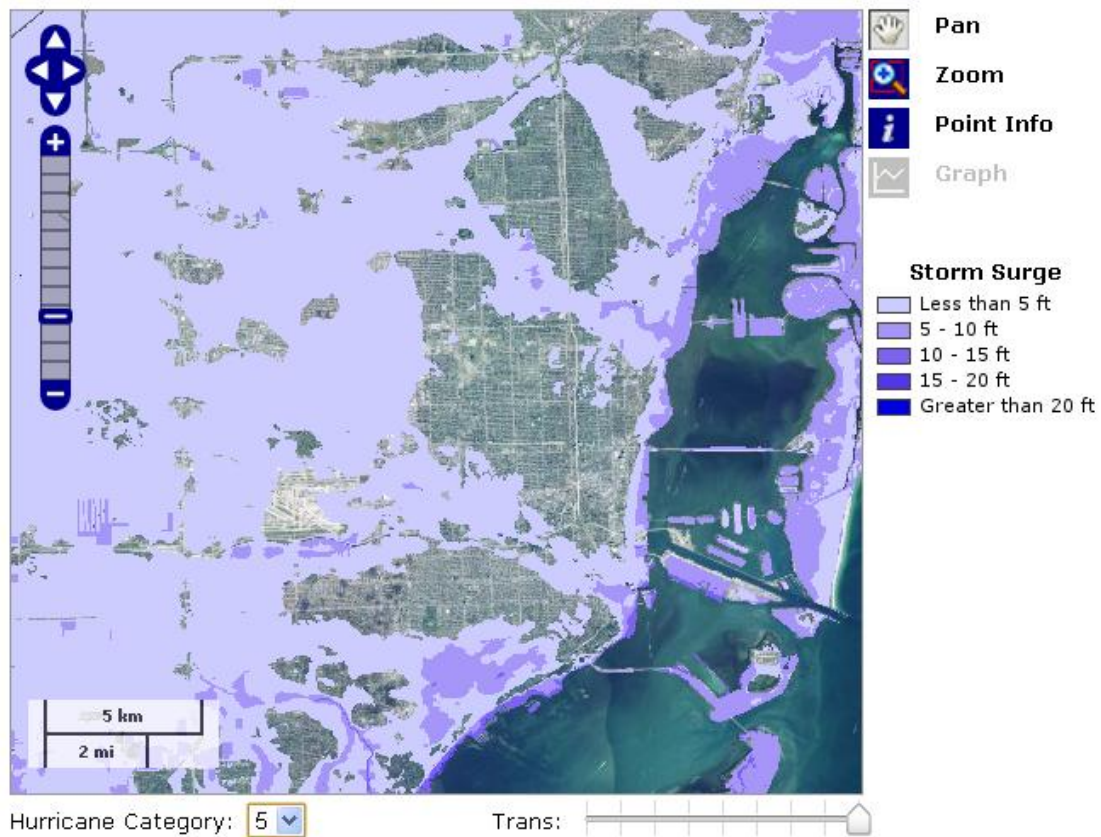 Pan
Zoom
i
Point Info
Graph
Storm Surge
Less than 5 ft
5 - 10 ft
10 - 15 ft
15 - 20 ft
Greater than 20 ft
+
−
5 km
2 mi
Hurricane Category: 5
Trans: